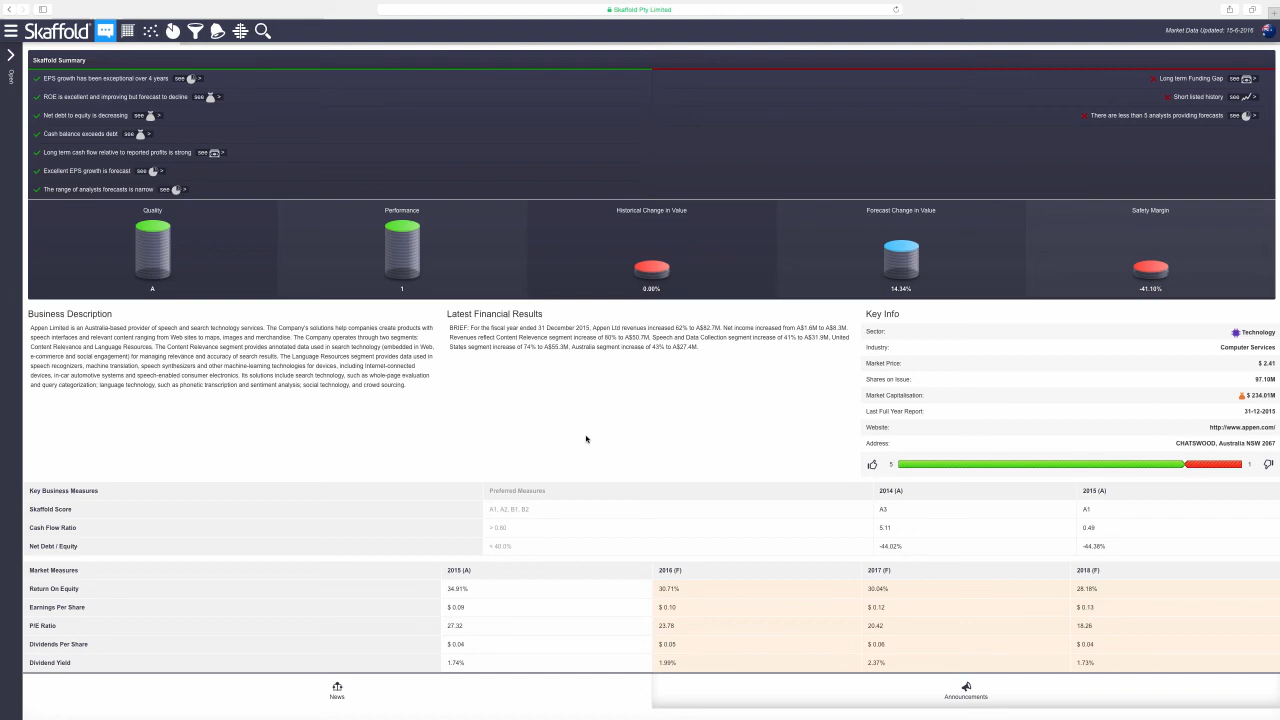 Skaffold Pty Limited
Skaffold
Market Data Updated: 15-6-2016
Open
Skaffold Summary
EPS growth has been exceptional over 4 years see >
ROE is excellent and improving but forecast to decline see >
Net debt to equity is decreasing see >
Cash balance exceeds debt see >
Long term cash flow relative to reported profits is strong see >
Excellent EPS growth is forecast see >
The range of analysts forecasts is narrow see >
Long term Funding Gap see >
Short listed history see >
There are less than 5 analysts providing forecasts see >
Quality Performance Historical Change in Value Forecast Change in Value Safety Margin
A 1 0.00% 14.34% -41.10%
Business Description
Appen Limited is an Australia-based provider of speech and search technology services. The Company's solutions help companies create products with
speech interfaces and relevant content ranging from Web sites to maps, images and merchandise. The Company operates through two segments:
Content Relevance and Language Resources. The Content Relevance segment provides annotated data used in search technology (embedded in Web,
e-commerce and social engagement) for managing relevance and accuracy of search results. The Language Resources segment provides data used in
speech recognizers, machine translation, speech synthesizers and other machine-learning technologies for devices, including Internet-connected
devices, in-car automotive systems and speech-enabled consumer electronics. Its solutions include search technology, such as whole-page evaluation
and query categorization; language technology, such as phonetic transcription and sentiment analysis; social technology, and crowd sourcing.
Latest Financial Results
BRIEF: For the fiscal year ended 31 December 2015, Appen Ltd revenues increased 62% to A$82.7M. Net income increased from A$1.6M to A$8.3M.
Revenues reflect Content Relevance segment increase of 80% to A$50.7M, Speech and Data Collection segment increase of 41% to A$31.9M, United
States segment increase of 74% to A$55.3M, Australia segment increase of 43% to A$27.4M.
Key Info
Sector: Technology
Industry: Computer Services
Market Price: $ 2.41
Shares on Issue: 97.10M
Market Capitalisation: $ 234.01M
Last Full Year Report: 31-12-2015
Website: http://www.appen.com/
Address: CHATSWOOD, Australia NSW 2067
5 1
Key Business Measures Preferred Measures 2014 (A) 2015 (A)
Skaffold Score A1, A2, B1, B2 A3 A1
Cash Flow Ratio > 0.80 5.11 0.49
Net Debt / Equity < 40.0% -44.02% -44.38%
Market Measures 2015 (A) 2016 (F) 2017 (F) 2018 (F)
Return On Equity 34.91% 30.71% 30.04% 28.18%
Earnings Per Share $ 0.09 $ 0.10 $ 0.12 $ 0.13
P/E Ratio 27.32 23.78 20.42 18.26
Dividends Per Share $ 0.04 $ 0.05 $ 0.06 $ 0.04
Dividend Yield 1.74% 1.99% 2.37% 1.73%
News Announcements